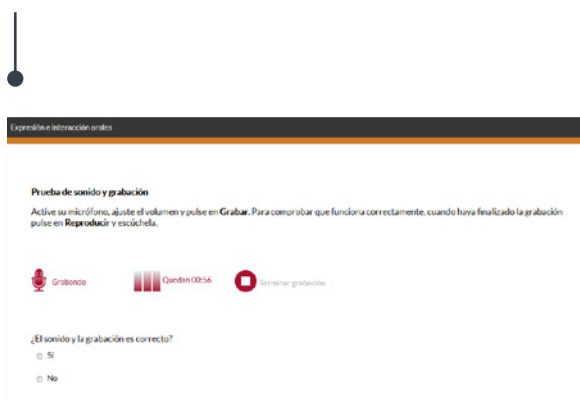 Expresión e interacción orales
Prueba de sonido y grabación
Active su micrófono, ajuste el volumen y pulse en Grabar. Para comprobar que funciona correctamente, cuando haya finalizado la grabación
pulse en Reproducir y escúchela.
Grabando Quedan 00:56 Terminar grabación
¿El sonido y la grabación es correcto?
Sí
No